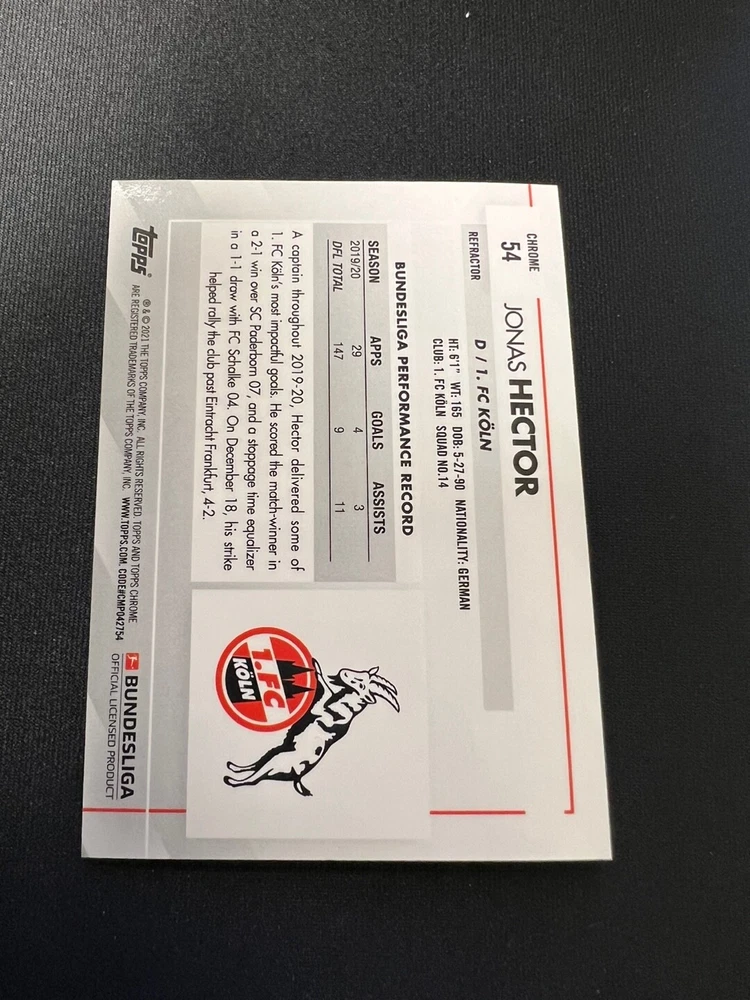 CHROME
54
JONAS HECTOR
REFRACTOR
D / 1. FC KÖLN
HT: 6'1" WT: 165 DOB: 5-27-90 NATIONALITY: GERMAN
CLUB: 1. FC KÖLN SQUAD NO.14
BUNDESLIGA PERFORMANCE RECORD
SEASON APPS GOALS ASSISTS
2019/20 29 4 3
DFL TOTAL 147 9 11
A captain throughout 2019-20, Hector delivered some of
1. FC Köln's most impactful goals. He scored the match-winner in
a 2-1 win over SC Paderborn 07, and a stoppage time equalizer
in a 1-1 draw with FC Schalke 04. On December 18, his strike
helped rally the club past Eintracht Frankfurt, 4-2.
1.FC
KÖLN
topps®
® & © 2021 THE TOPPS COMPANY, INC. ALL RIGHTS RESERVED. TOPPS AND TOPPS CHROME
ARE REGISTERED TRADEMARKS OF THE TOPPS COMPANY, INC. WWW.TOPPS.COM. CODE#CMP042754
BUNDESLIGA
OFFICIAL LICENSED PRODUCT